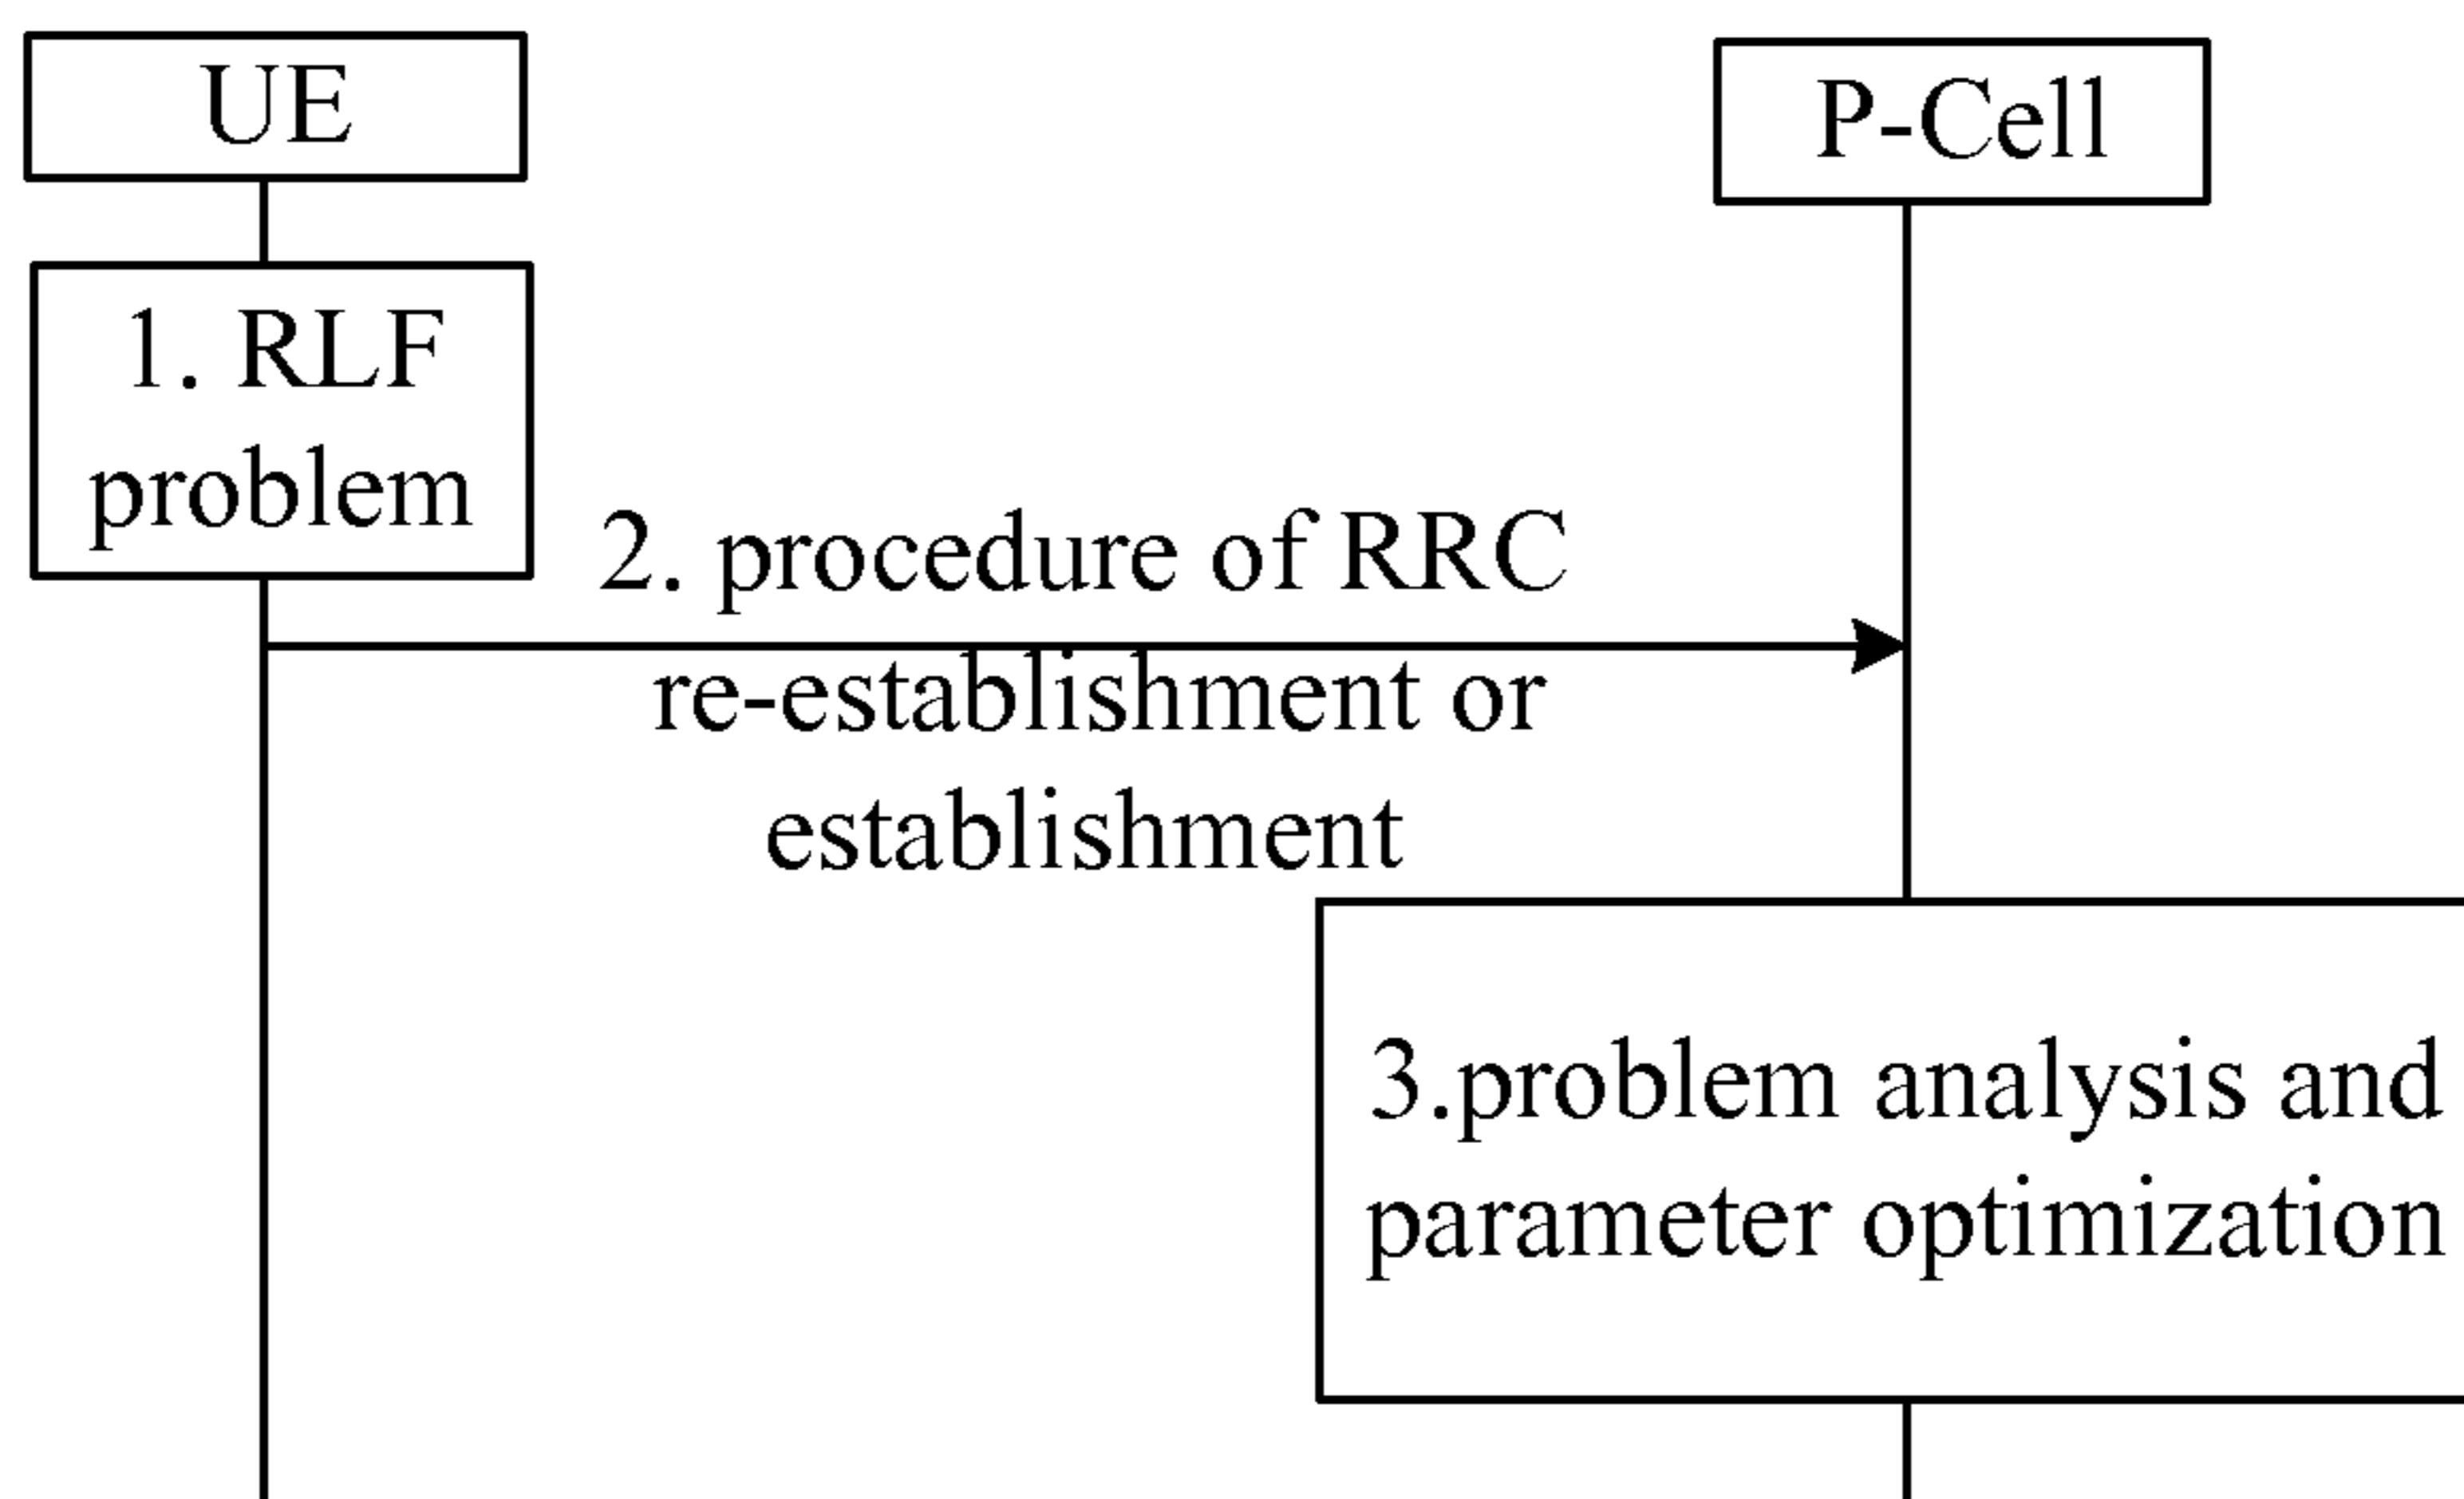 UE
P-Cell
1. RLF
problem
2. procedure of RRC
re-establishment or
establishment
3.problem analysis and
parameter optimization